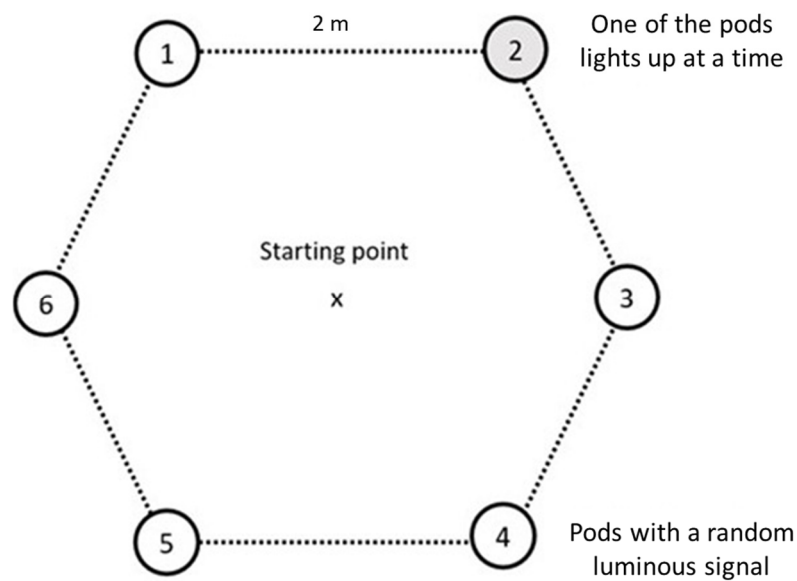 2 m
One of the pods
lights up at a time
1
2
Starting point
x
6
3
5
4
Pods with a random
luminous signal